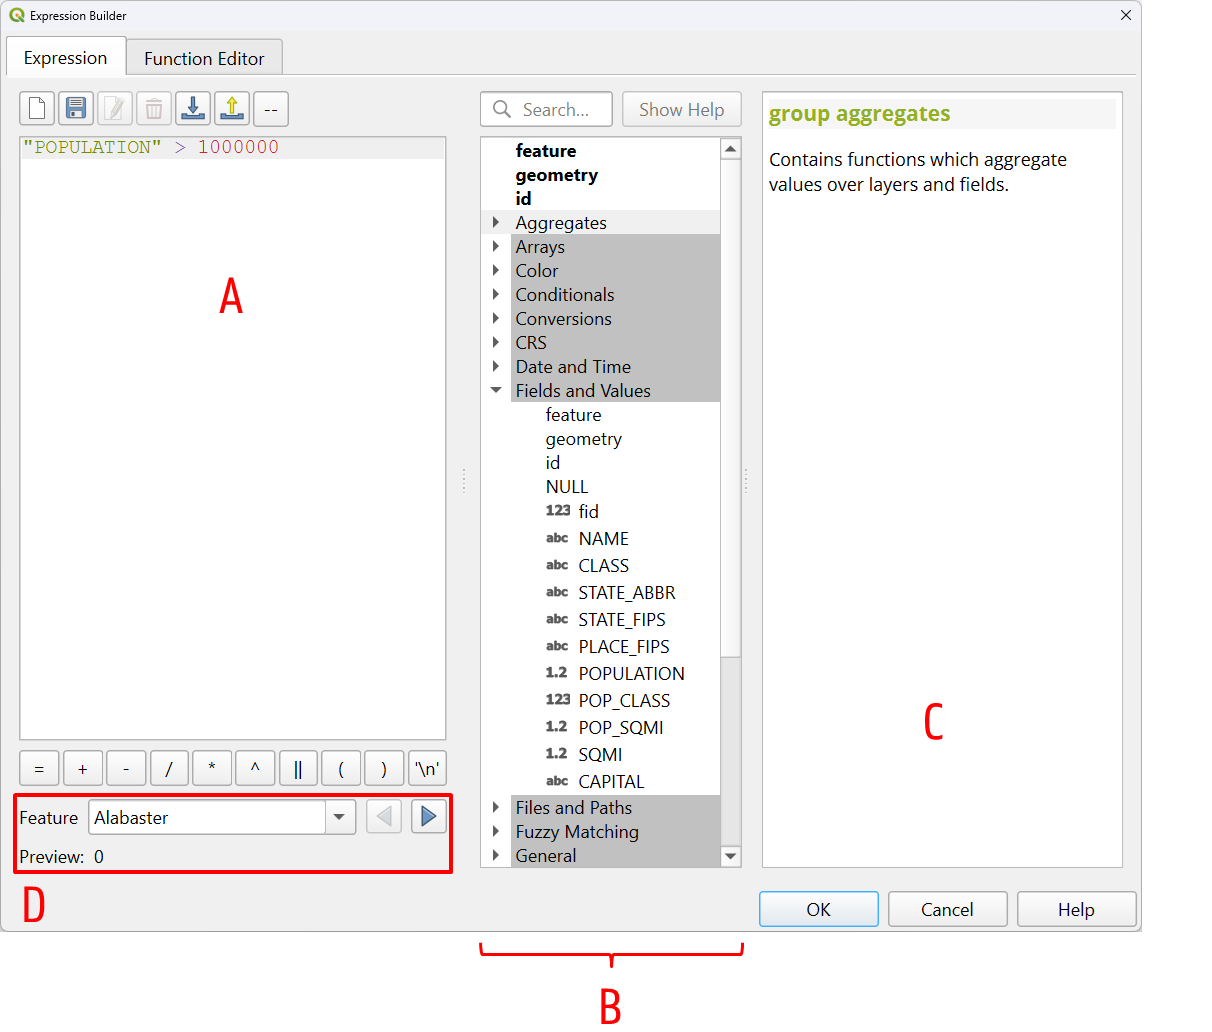 Expression Builder
Expression
Function Editor
--
Search...
Show Help
"POPULATION" > 1000000
A
= + - / * ^ || ( ) '\n'
Feature Alabaster
Preview: 0
D
feature
geometry
id
Aggregates
Arrays
Color
Conditionals
Conversions
CRS
Date and Time
Fields and Values
feature
geometry
id
NULL
123 fid
abc NAME
abc CLASS
abc STATE_ABBR
abc STATE_FIPS
abc PLACE_FIPS
1.2 POPULATION
123 POP_CLASS
1.2 POP_SQMI
1.2 SQMI
abc CAPITAL
Files and Paths
Fuzzy Matching
General
B
group aggregates
Contains functions which aggregate
values over layers and fields.
C
OK
Cancel
Help